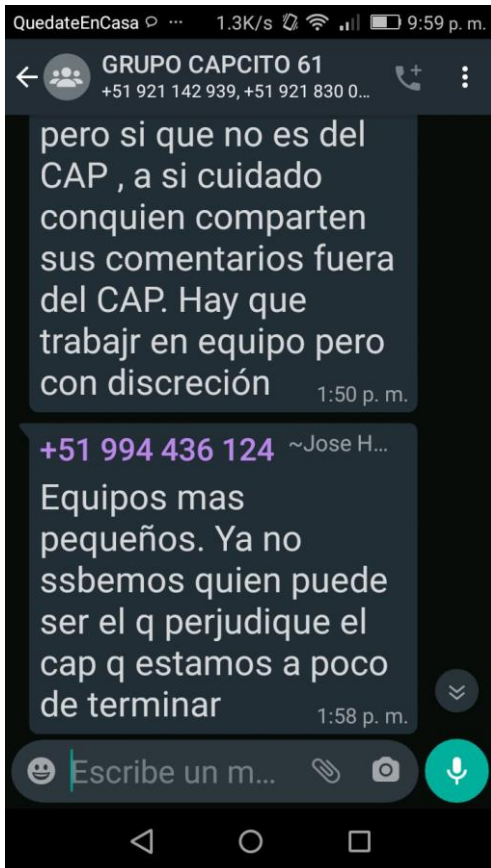 QuedateEnCasa ... 1.3K/s 9:59 p. m.
GRUPO CAPCITO 61
+51 921 142 939, +51 921 830 0...
pero si que no es del
CAP , a si cuidado
conquien comparten
sus comentarios fuera
del CAP. Hay que
trabajr en equipo pero
con discreción 1:50 p. m.
+51 994 436 124 ~Jose H...
Equipos mas
pequeños. Ya no
ssbemos quien puede
ser el q perjudique el
cap q estamos a poco
de terminar 1:58 p. m.
Escribe un m...